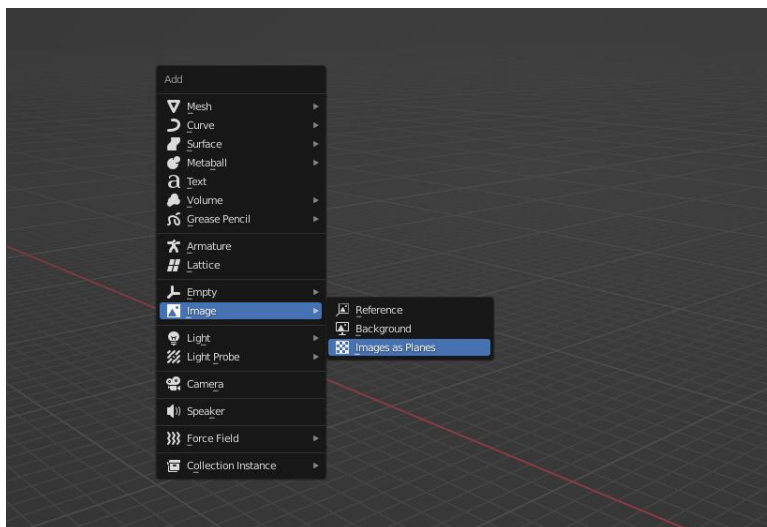 Add
Mesh
Curve
Surface
Metaball
Text
Volume
Grease Pencil
Armature
Lattice
Empty
Image
Reference
Background
Images as Planes
Light
Light Probe
Camera
Speaker
Force Field
Collection Instance